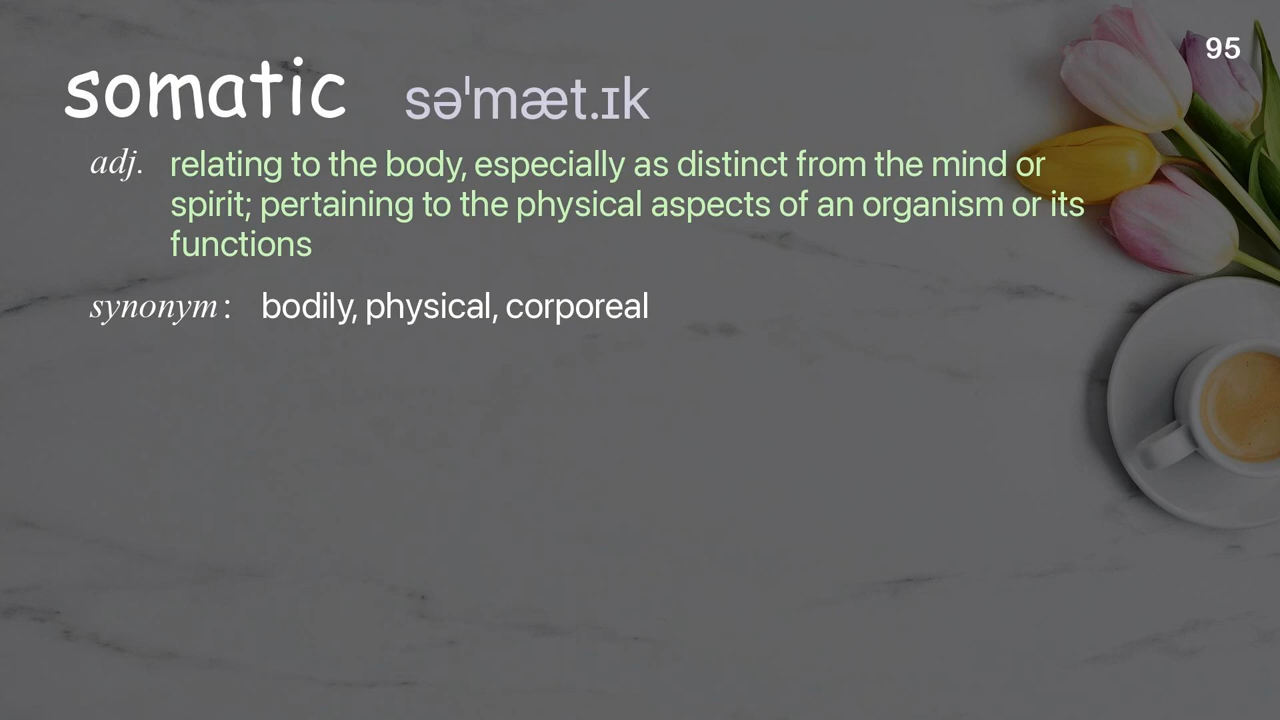 95
somatic səˈmæt.ɪk
adj. relating to the body, especially as distinct from the mind or
spirit; pertaining to the physical aspects of an organism or its
functions
synonym: bodily, physical, corporeal